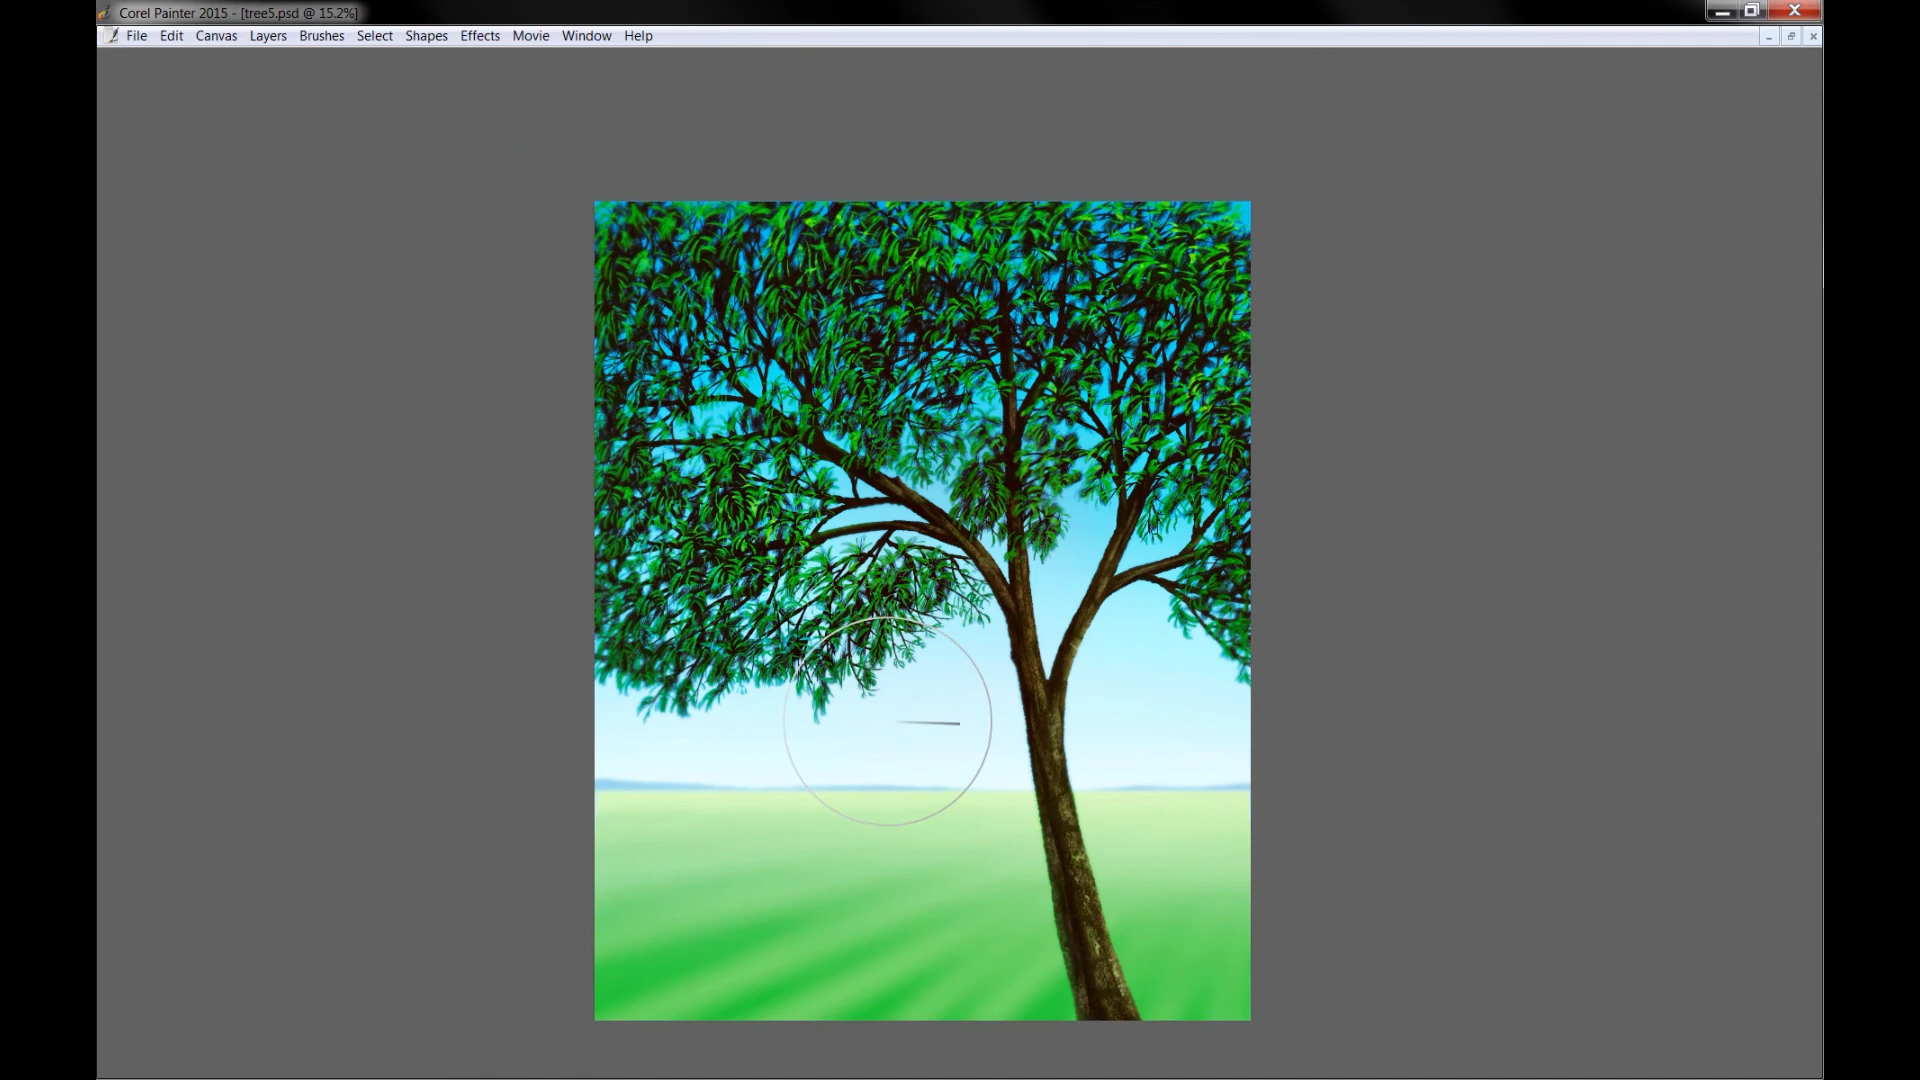 Corel Painter 2015 - [tree5.psd @ 15.2%]
File Edit Canvas Layers Brushes Select Shapes Effects Movie Window Help